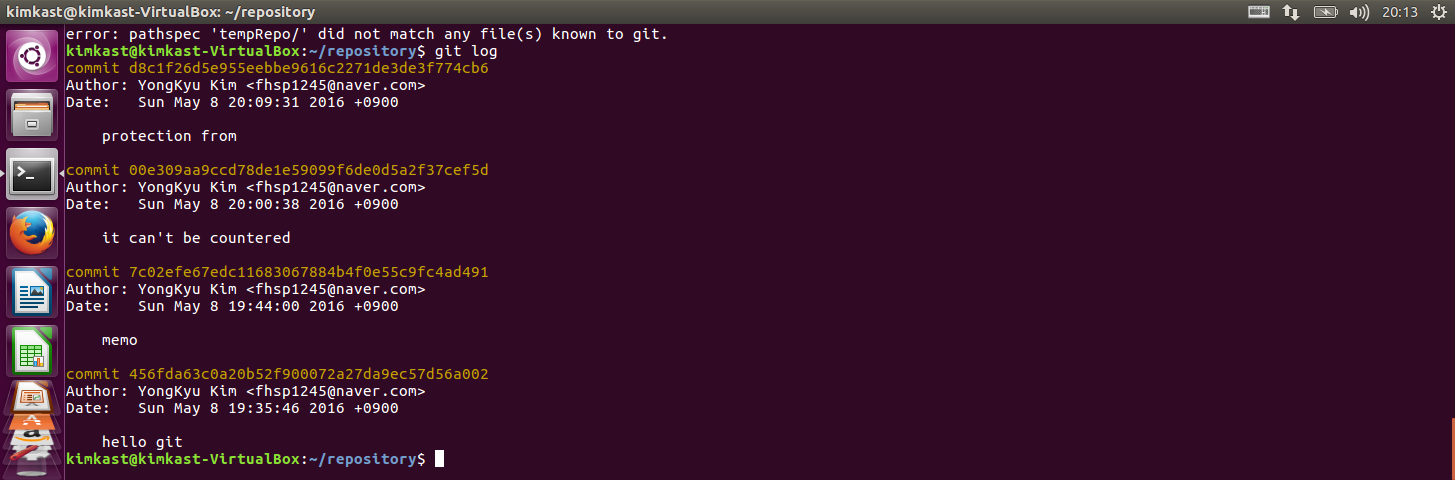 kimkast@kimkast-VirtualBox: ~/repository
20:13
error: pathspec 'tempRepo/' did not match any file(s) known to git.
kimkast@kimkast-VirtualBox:~/repository$ git log
commit d8c1f26d5e955eebbe9616c2271de3de3f774cb6
Author: YongKyu Kim <fhsp1245@naver.com>
Date:   Sun May 8 20:09:31 2016 +0900
protection from
commit 00e309aa9ccd78de1e59099f6de0d5a2f37cef5d
Author: YongKyu Kim <fhsp1245@naver.com>
Date:   Sun May 8 20:00:38 2016 +0900
it can't be countered
commit 7c02efe67edc11683067884b4f0e55c9fc4ad491
Author: YongKyu Kim <fhsp1245@naver.com>
Date:   Sun May 8 19:44:00 2016 +0900
memo
commit 456fda63c0a20b52f900072a27da9ec57d56a002
Author: YongKyu Kim <fhsp1245@naver.com>
Date:   Sun May 8 19:35:46 2016 +0900
hello git
kimkast@kimkast-VirtualBox:~/repository$